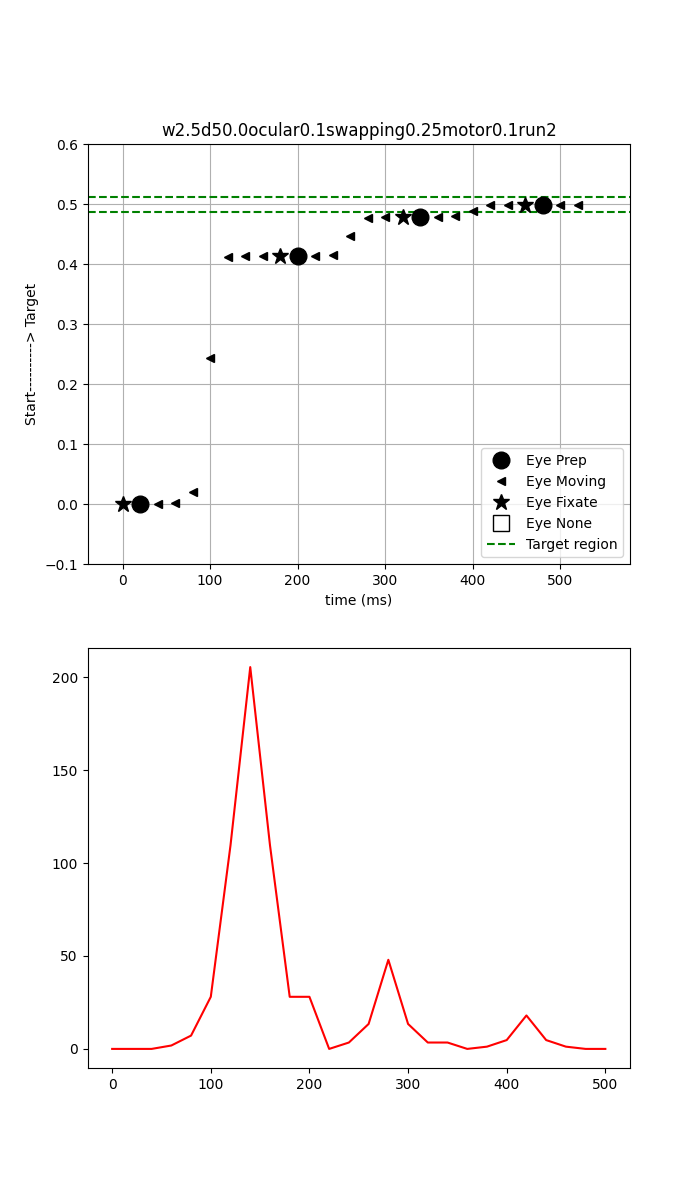 w2.5d50.0ocular0.1swapping0.25motor0.1run2
0.6
0.5
0.4
0.3
0.2
0.1
0.0
−0.1
Start----------> Target
Eye Prep
Eye Moving
Eye Fixate
Eye None
Target region
0 100 200 300 400 500
time (ms)
200
150
100
50
0
0 100 200 300 400 500